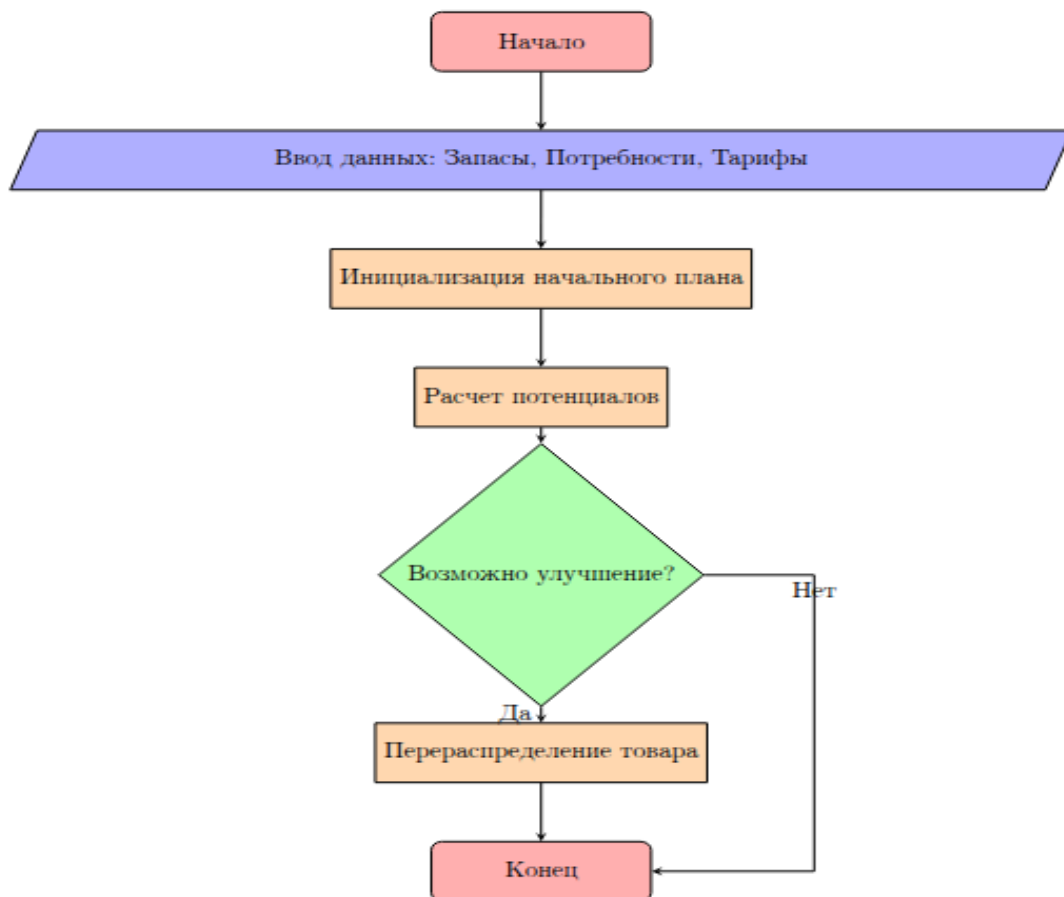 Начало
Ввод данных: Запасы, Потребности, Тарифы
Инициализация начального плана
Расчет потенциалов
Возможно улучшение?
Нет
Да
Перераспределение товара
Конец